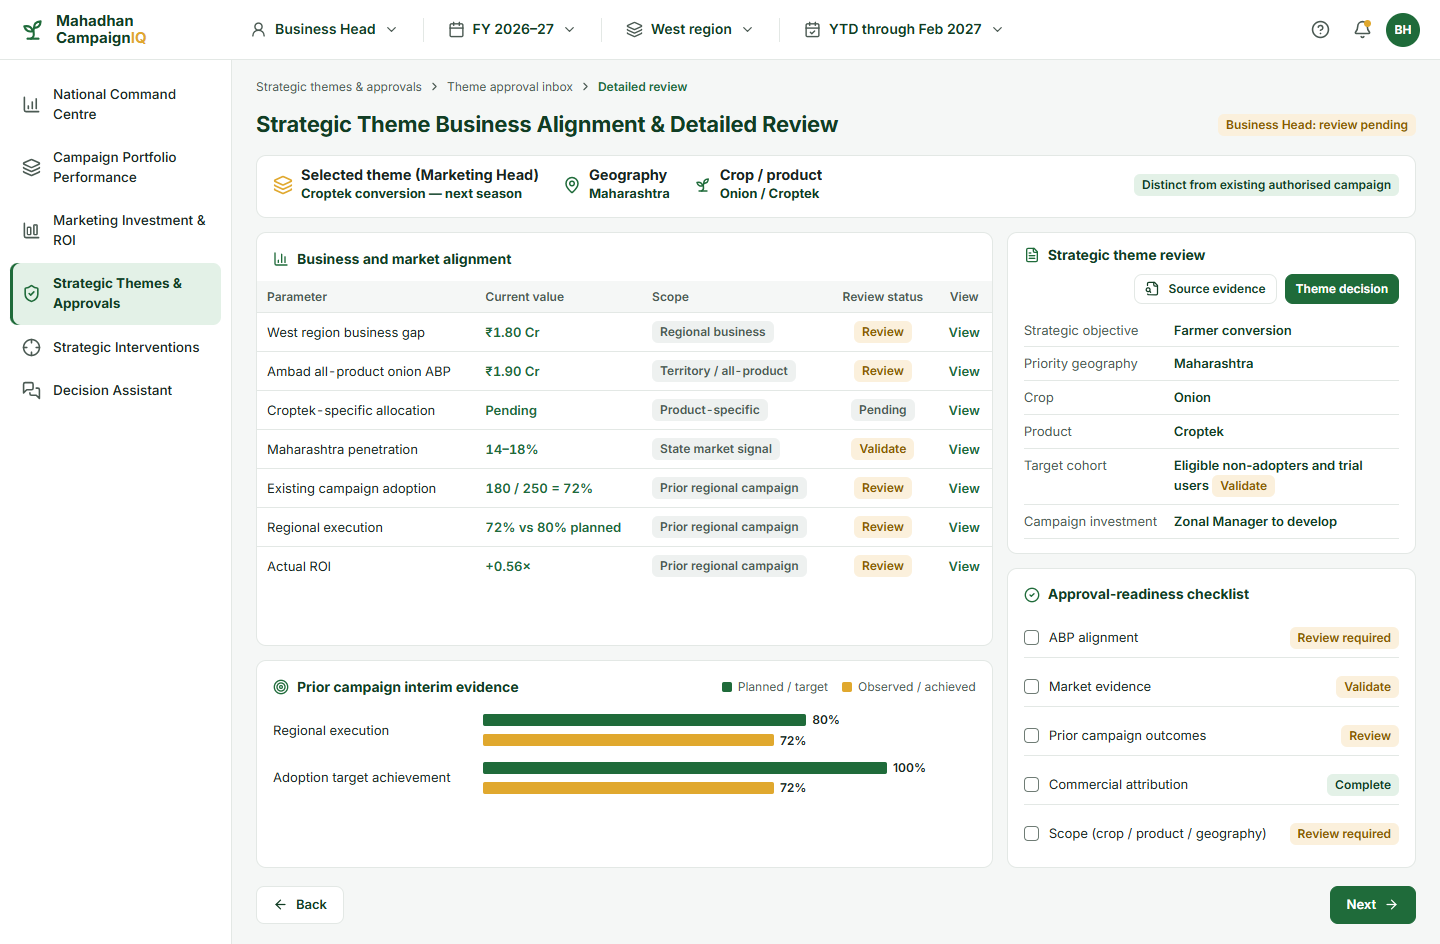 Mahadhan
CampaignIQ
Business Head
FY 2026–27
West region
YTD through Feb 2027
BH
National Command
Centre
Campaign Portfolio
Performance
Marketing Investment &
ROI
Strategic Themes &
Approvals
Strategic Interventions
Decision Assistant
Strategic themes & approvals > Theme approval inbox > Detailed review
Strategic Theme Business Alignment & Detailed Review
Business Head: review pending
Selected theme (Marketing Head)
Croptek conversion — next season
Geography
Maharashtra
Crop / product
Onion / Croptek
Distinct from existing authorised campaign
Business and market alignment
Parameter Current value Scope Review status View
West region business gap ₹1.80 Cr Regional business Review View
Ambad all-product onion ABP ₹1.90 Cr Territory / all-product Review View
Croptek-specific allocation Pending Product-specific Pending View
Maharashtra penetration 14–18% State market signal Validate View
Existing campaign adoption 180 / 250 = 72% Prior regional campaign Review View
Regional execution 72% vs 80% planned Prior regional campaign Review View
Actual ROI +0.56× Prior regional campaign Review View
Prior campaign interim evidence
Planned / target Observed / achieved
Regional execution
80%
72%
Adoption target achievement
100%
72%
Strategic theme review
Source evidence
Theme decision
Strategic objective Farmer conversion
Priority geography Maharashtra
Crop Onion
Product Croptek
Target cohort Eligible non-adopters and trial
users Validate
Campaign investment Zonal Manager to develop
Approval-readiness checklist
ABP alignment Review required
Market evidence Validate
Prior campaign outcomes Review
Commercial attribution Complete
Scope (crop / product / geography) Review required
Back
Next